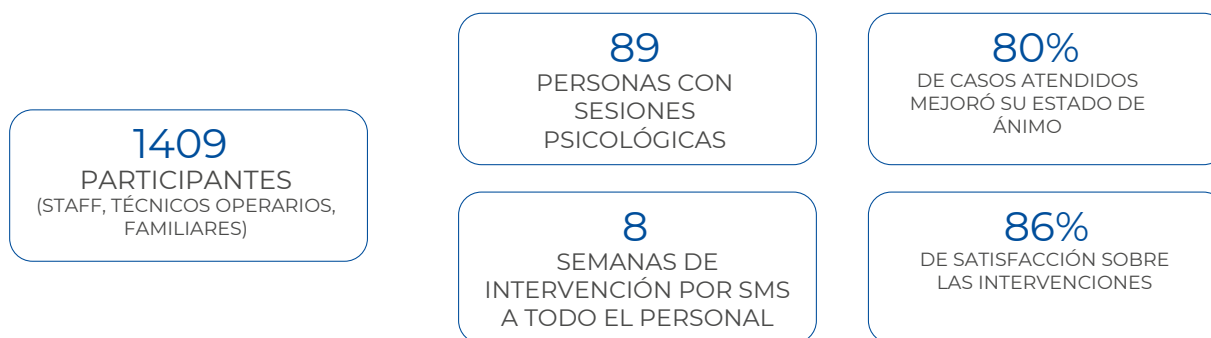 1409
PARTICIPANTES
(STAFF, TÉCNICOS OPERARIOS,
FAMILIARES)
89
PERSONAS CON
SESIONES
PSICOLÓGICAS
80%
DE CASOS ATENDIDOS
MEJORÓ SU ESTADO DE
ÁNIMO
8
SEMANAS DE
INTERVENCIÓN POR SMS
A TODO EL PERSONAL
86%
DE SATISFACCIÓN SOBRE
LAS INTERVENCIONES